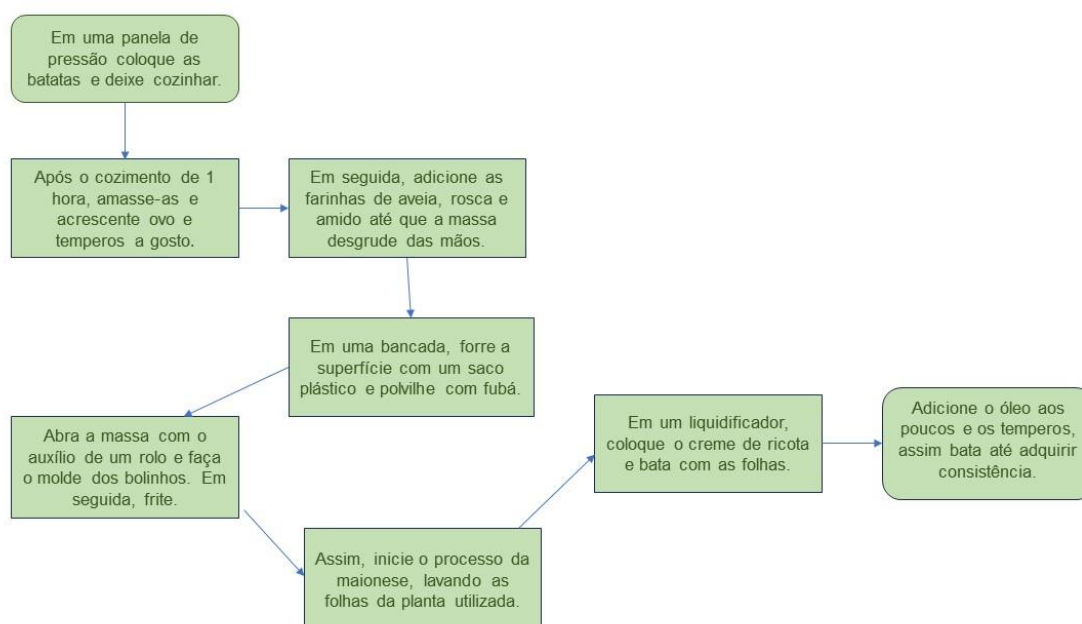 Em uma panela de
pressão coloque as
batatas e deixe cozinhar.
Após o cozimento de 1
hora, amasse-as e
acrescente ovo e
temperos a gosto.
Em seguida, adicione as
farinhas de aveia, rosca e
amido até que a massa
desgrude das mãos.
Em uma bancada, forre a
superfície com um saco
plástico e polvilhe com fubá.
Abra a massa com o
auxílio de um rolo e faça
o molde dos bolinhos. Em
seguida, frite.
Assim, inicie o processo da
maionese, lavando as
folhas da planta utilizada.
Em um liquidificador,
coloque o creme de ricota
e bata com as folhas.
Adicione o óleo aos
poucos e os temperos,
assim bata até adquirir
consistência.